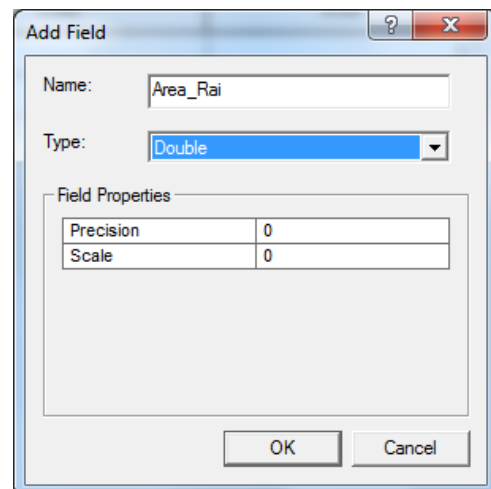 Add Field
Name: Area_Rai
Type: Double
Field Properties
Precision 0
Scale 0
OK Cancel